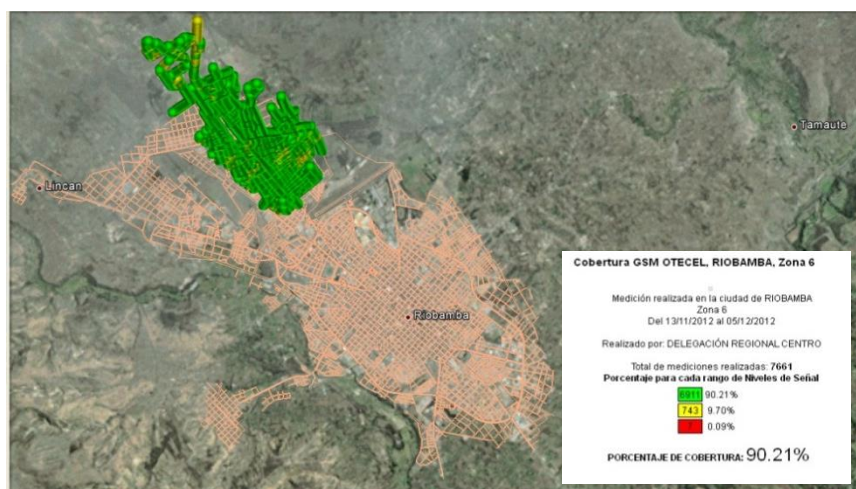 Tamaute
Lincan
Riobamba
Cobertura GSM OTECEL, RIOBAMBA, Zona 6
Medición realizada en la ciudad de RIOBAMBA
Zona 6
Del 13/11/2012 al 05/12/2012
Realizado por: DELEGACIÓN REGIONAL CENTRO
Total de mediciones realizadas: 7661
Porcentaje para cada rango de Niveles de Señal
6911 90.21%
743 9.70%
7 0.09%
PORCENTAJE DE COBERTURA: 90.21%